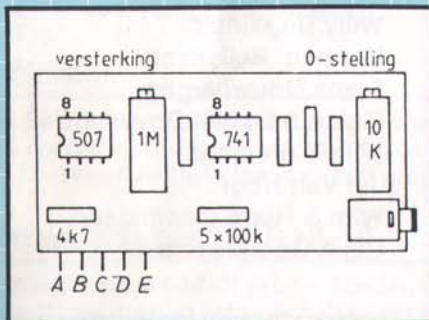 versterking 0-stelling
8 8
507 1M 741 10
K
1 1
4k7 5×100k
A B C D E